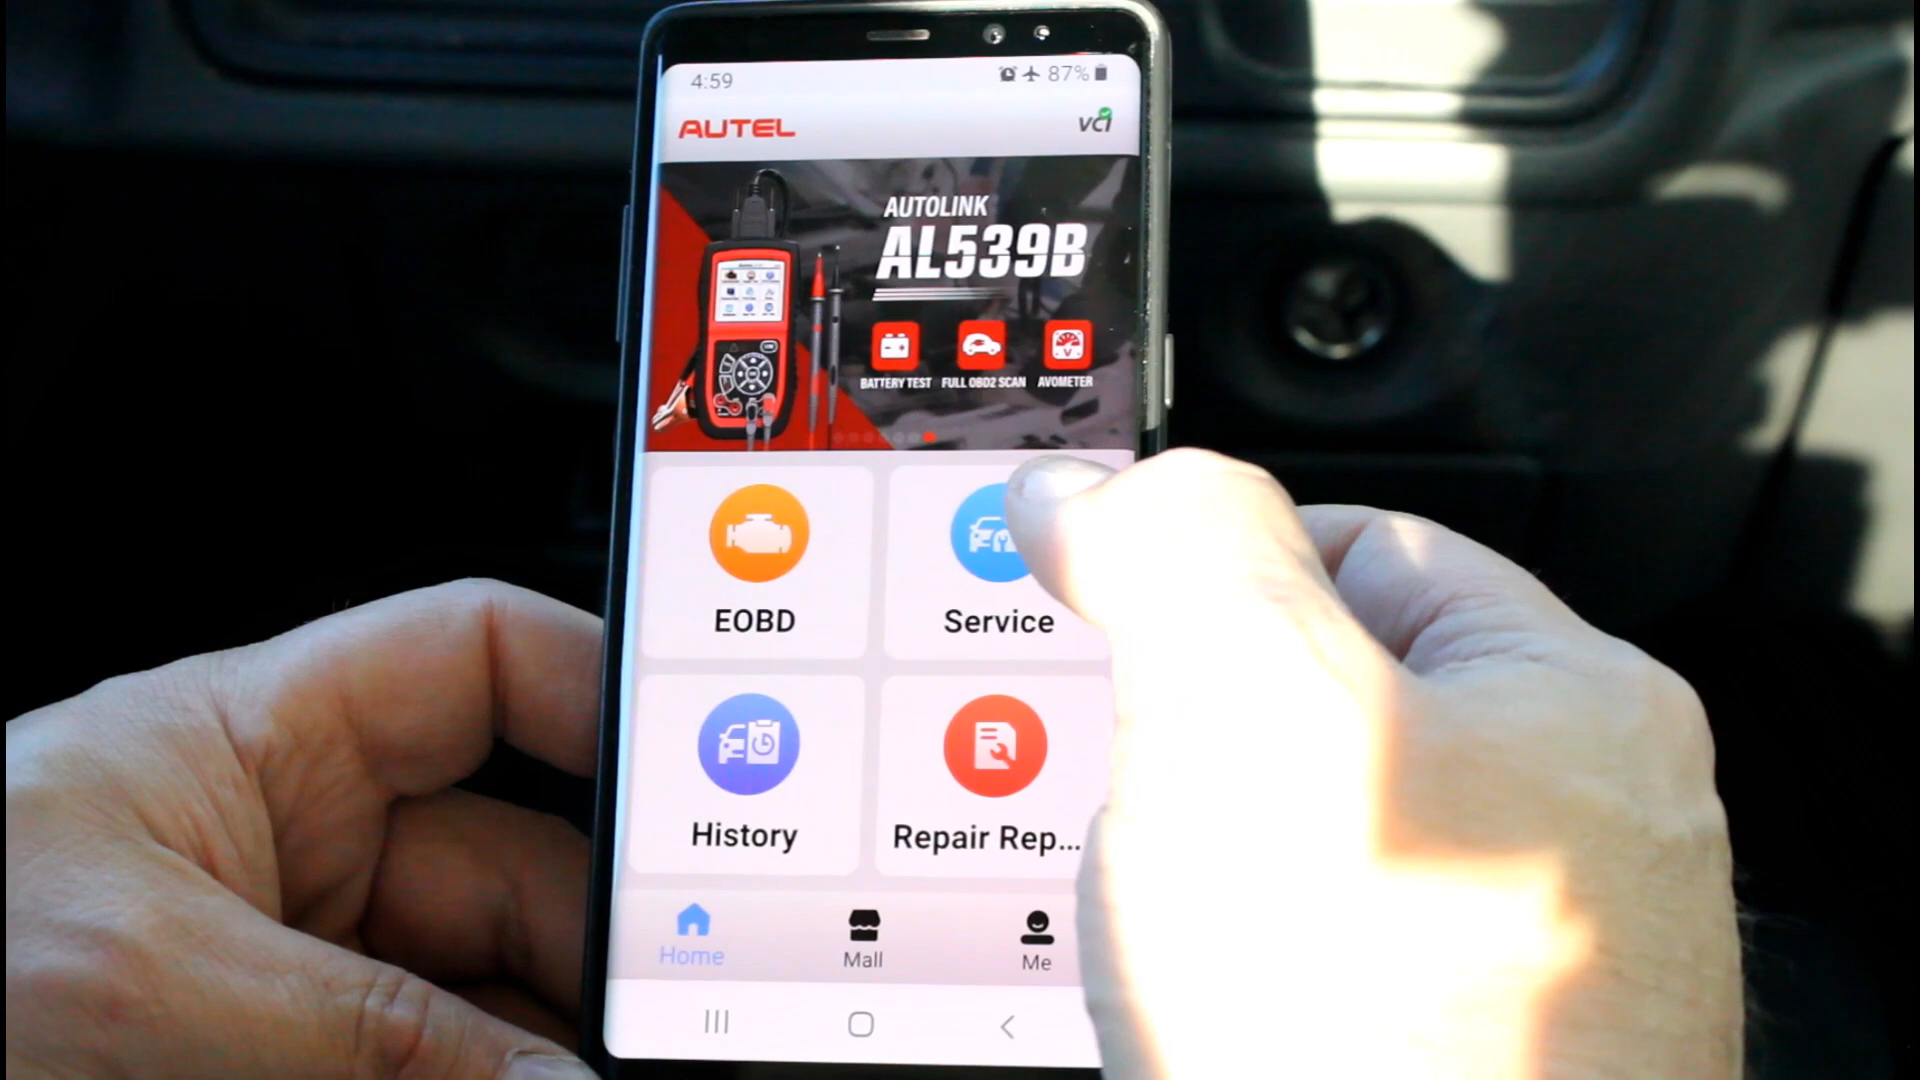 4:59
87%
AUTEL
VCI
AUTOLINK
AL539B
BATTERY TEST
FULL OBD2 SCAN
AVOMETER
EOBD
Service
History
Repair Rep...
Home
Mall
Me